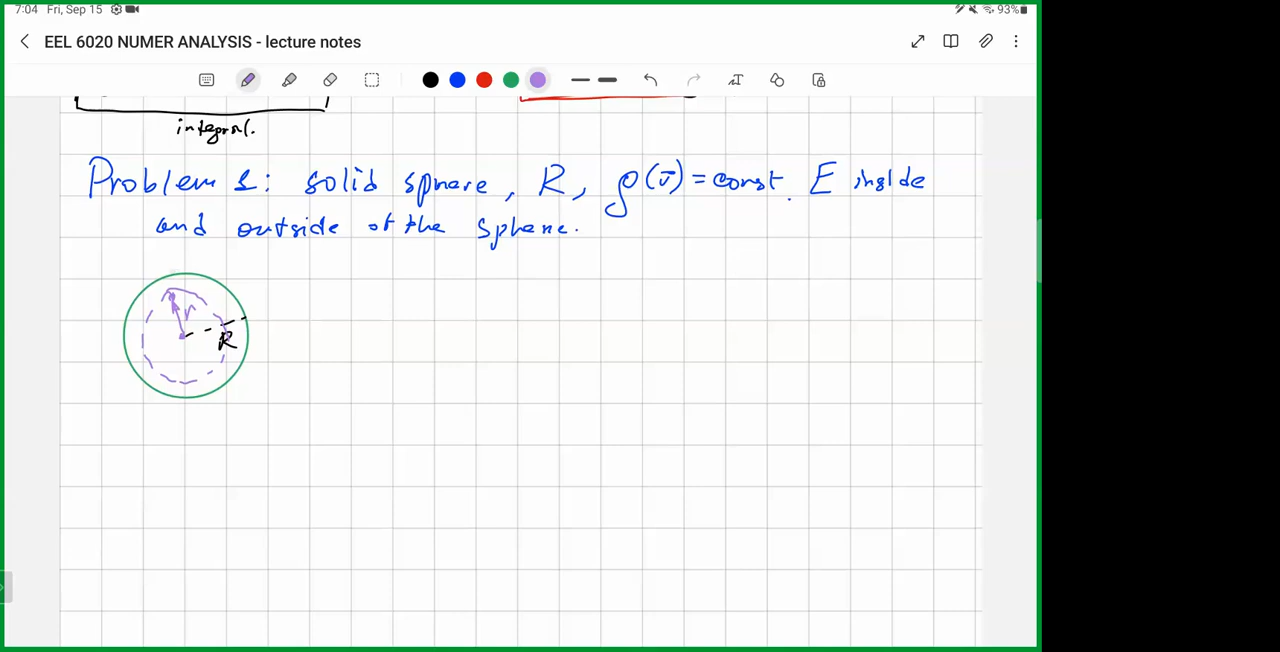 7:04 Fri, Sep 15 93%
EEL 6020 NUMER ANALYSIS - lecture notes
integral.
Problem 1: solid sphere, R, ρ(r̄) = const. E inside
and outside of the sphere.
r
R